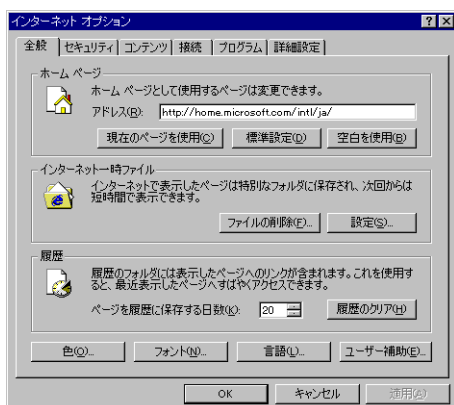 インターネット オプション
全般 セキュリティ コンテンツ 接続 プログラム 詳細設定
ホーム ページ
ホーム ページとして使用するページは変更できます。
アドレス(R): http://home.microsoft.com/intl/ja/
現在のページを使用(C) 標準設定(D) 空白を使用(B)
インターネット一時ファイル
インターネットで表示したページは特別なフォルダに保存され、次回からは
短時間で表示できます。
ファイルの削除(F)... 設定(S)...
履歴
履歴のフォルダには表示したページへのリンクが含まれます。これを使用す
ると、最近表示したページへすばやくアクセスできます。
ページを履歴に保存する日数(K): 20 履歴のクリア(H)
色(O)... フォント(N)... 言語(L)... ユーザー補助(E)...
OK キャンセル 適用(A)